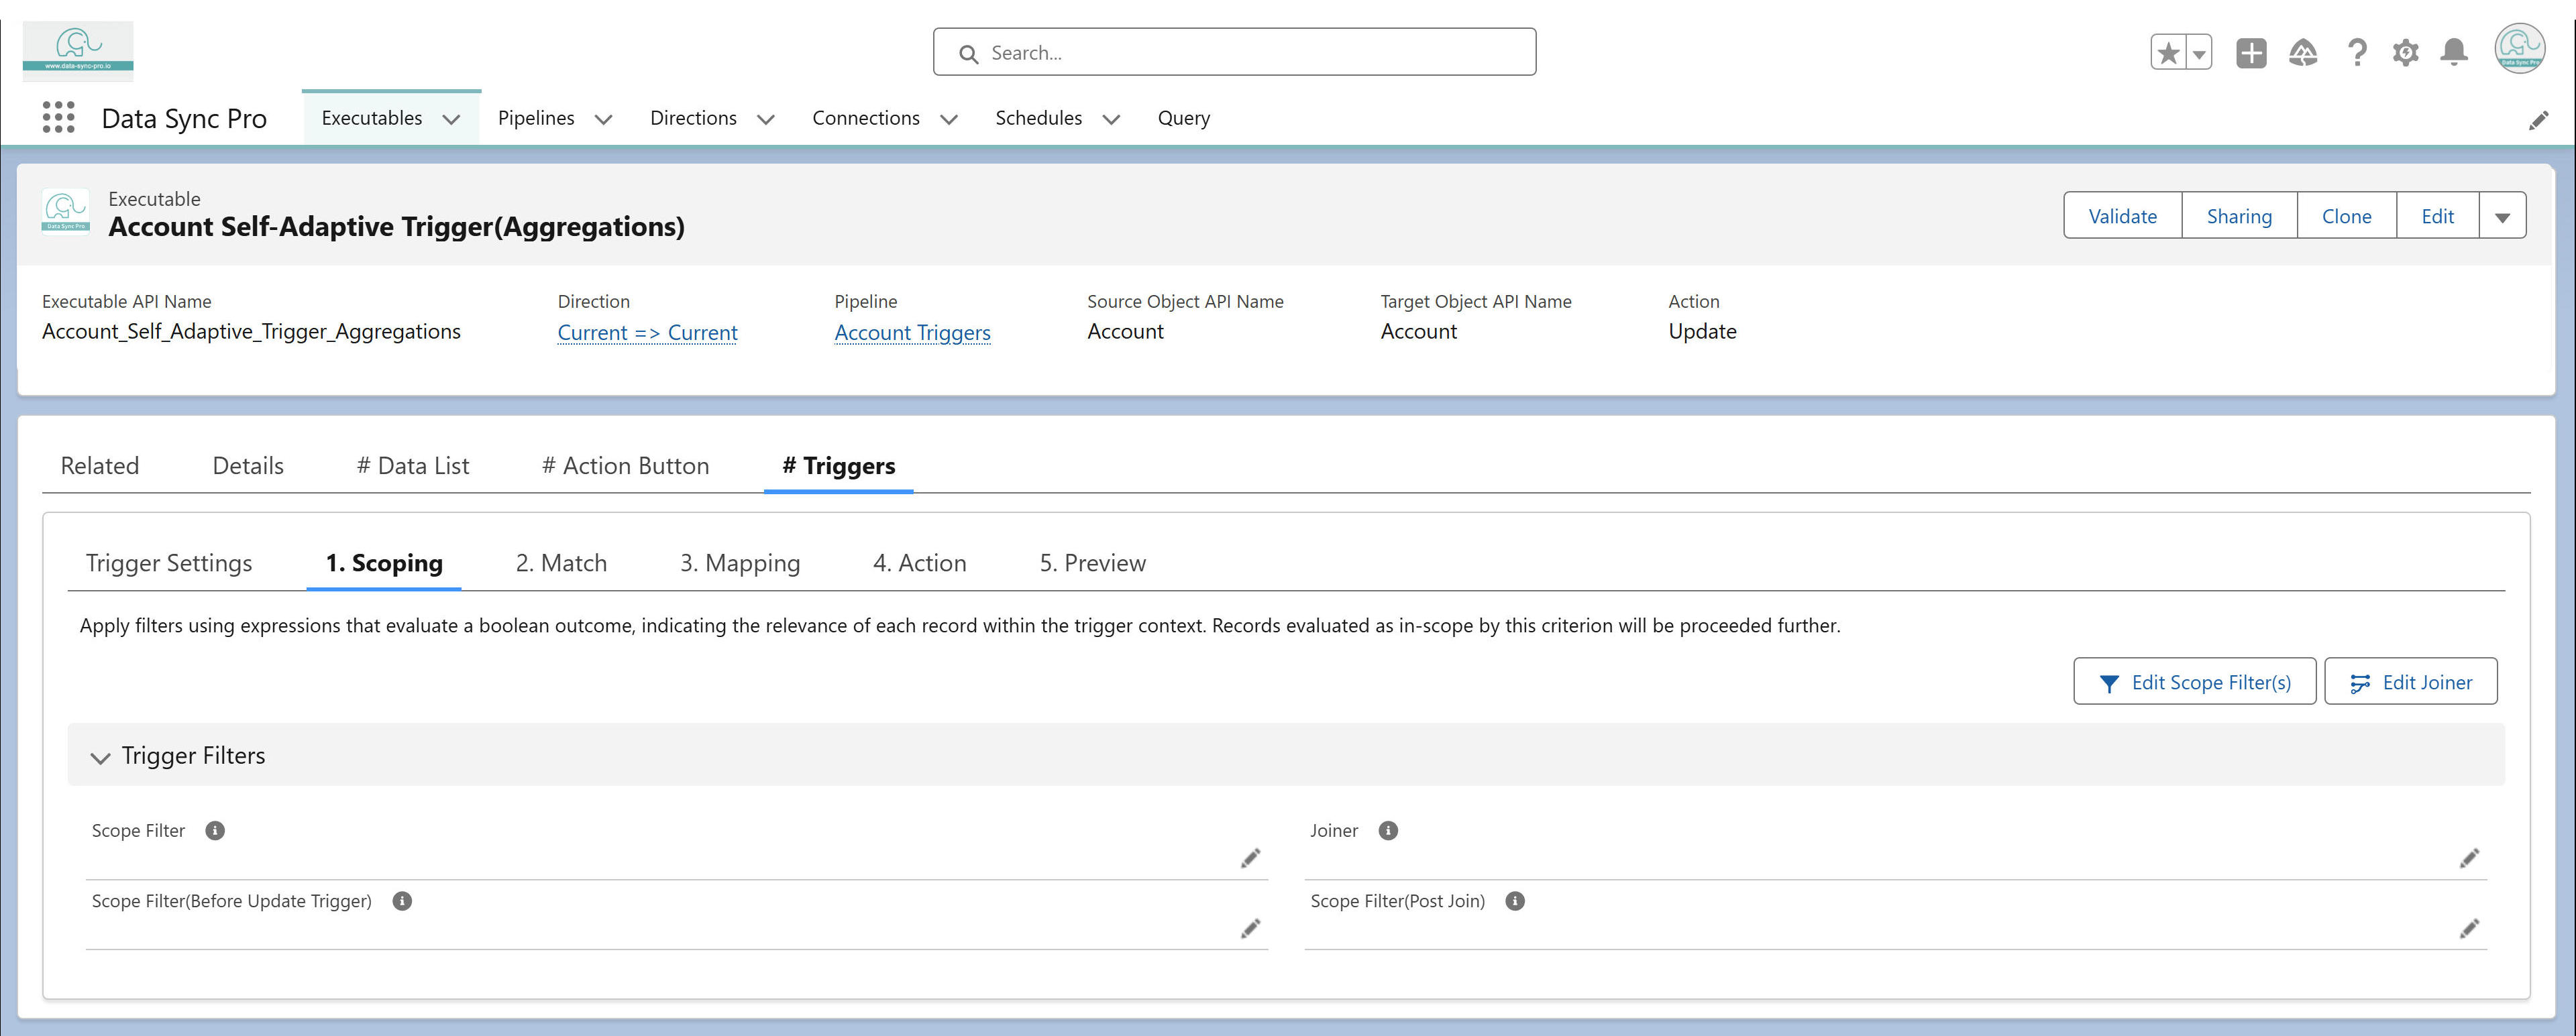 www.data-sync-pro.io
Search...
Data Sync Pro
Data Sync Pro
Executables
Pipelines
Directions
Connections
Schedules
Query
Data Sync Pro
Executable
Account Self-Adaptive Trigger(Aggregations)
Validate
Sharing
Clone
Edit
Executable API Name
Direction
Pipeline
Source Object API Name
Target Object API Name
Action
Account_Self_Adaptive_Trigger_Aggregations
Current => Current
Account Triggers
Account
Account
Update
Related
Details
# Data List
# Action Button
# Triggers
Trigger Settings
1. Scoping
2. Match
3. Mapping
4. Action
5. Preview
Apply filters using expressions that evaluate a boolean outcome, indicating the relevance of each record within the trigger context. Records evaluated as in-scope by this criterion will be proceeded further.
Edit Scope Filter(s)
Edit Joiner
Trigger Filters
Scope Filter
Joiner
Scope Filter(Before Update Trigger)
Scope Filter(Post Join)